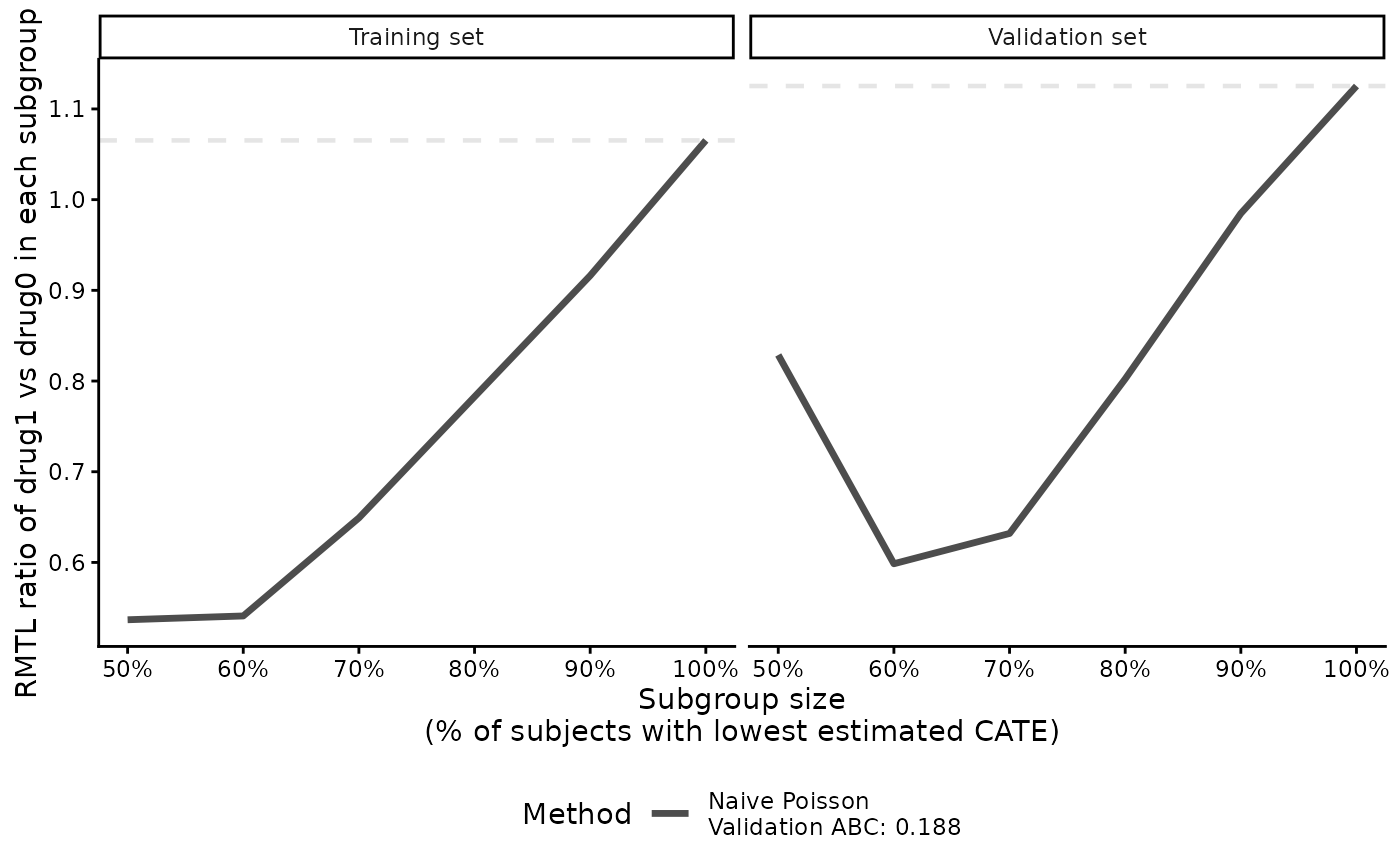 Training set
Validation set
RMTL ratio of drug1 vs drug0 in each subgroup
1.1
1.0
0.9
0.8
0.7
0.6
50% 60% 70% 80% 90% 100%
50% 60% 70% 80% 90% 100%
Subgroup size
(% of subjects with lowest estimated CATE)
Method
Naive Poisson
Validation ABC: 0.188